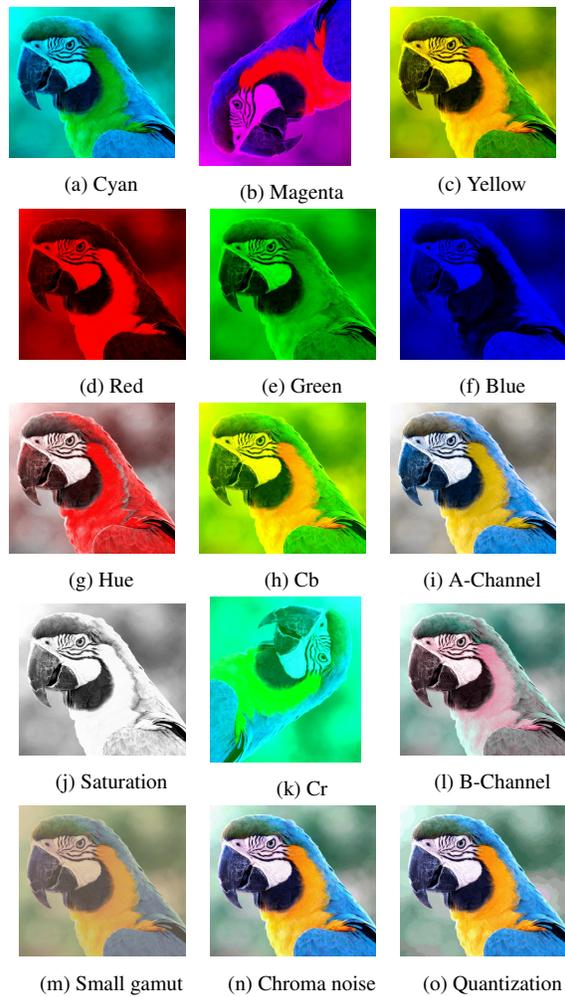 (a) Cyan
(b) Magenta
(c) Yellow
(d) Red
(e) Green
(f) Blue
(g) Hue
(h) Cb
(i) A-Channel
(j) Saturation
(k) Cr
(l) B-Channel
(m) Small gamut
(n) Chroma noise
(o) Quantization